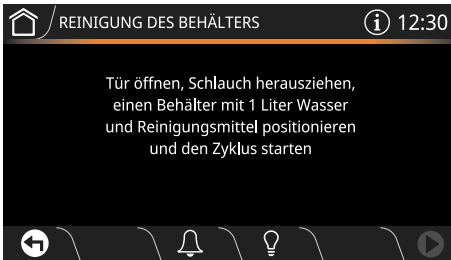 REINIGUNG DES BEHÄLTERS
i 12:30
Tür öffnen, Schlauch herausziehen,
einen Behälter mit 1 Liter Wasser
und Reinigungsmittel positionieren
und den Zyklus starten